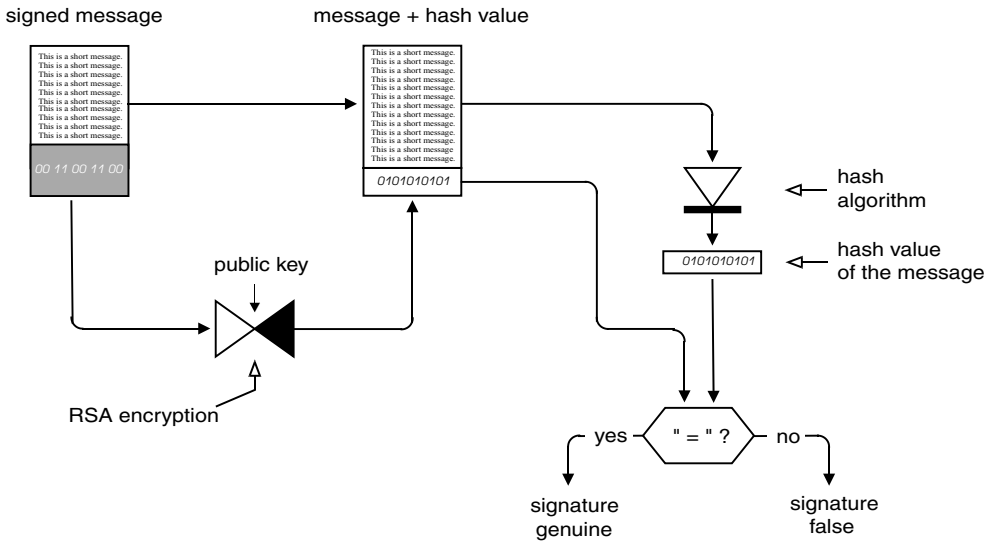 signed message
message + hash value
This is a short message.
This is a short message.
This is a short message.
This is a short message.
This is a short message.
This is a short message.
This is a short message.
This is a short message.
This is a short message.
This is a short message.
00 11 00 11 00
This is a short message.
This is a short message.
This is a short message.
This is a short message.
This is a short message.
This is a short message.
This is a short message.
This is a short message.
This is a short message.
This is a short message.
This is a short message
This is a short message.
0101010101
hash
algorithm
0101010101
hash value
of the message
public key
RSA encryption
" = " ?
yes
no
signature
genuine
signature
false